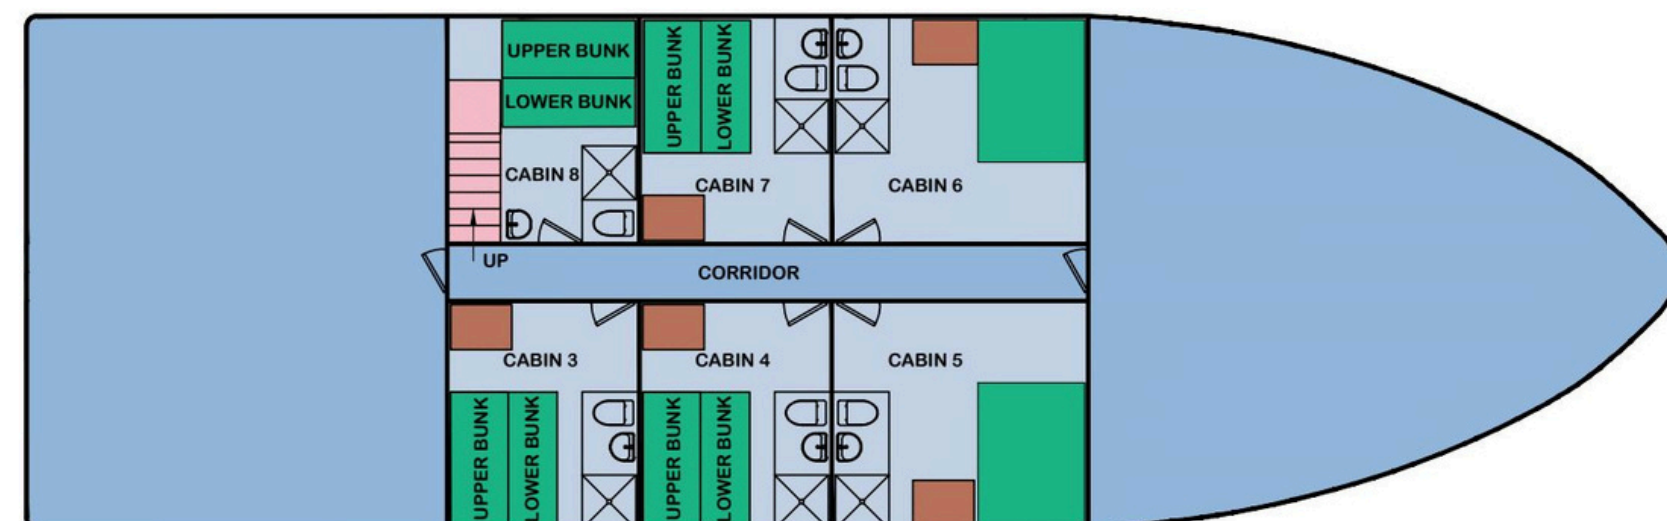 UPPER BUNK
LOWER BUNK
CABIN 8
UPPER BUNK
LOWER BUNK
CABIN 7
CABIN 6
UP
CORRIDOR
CABIN 3
UPPER BUNK
LOWER BUNK
CABIN 4
UPPER BUNK
LOWER BUNK
CABIN 5